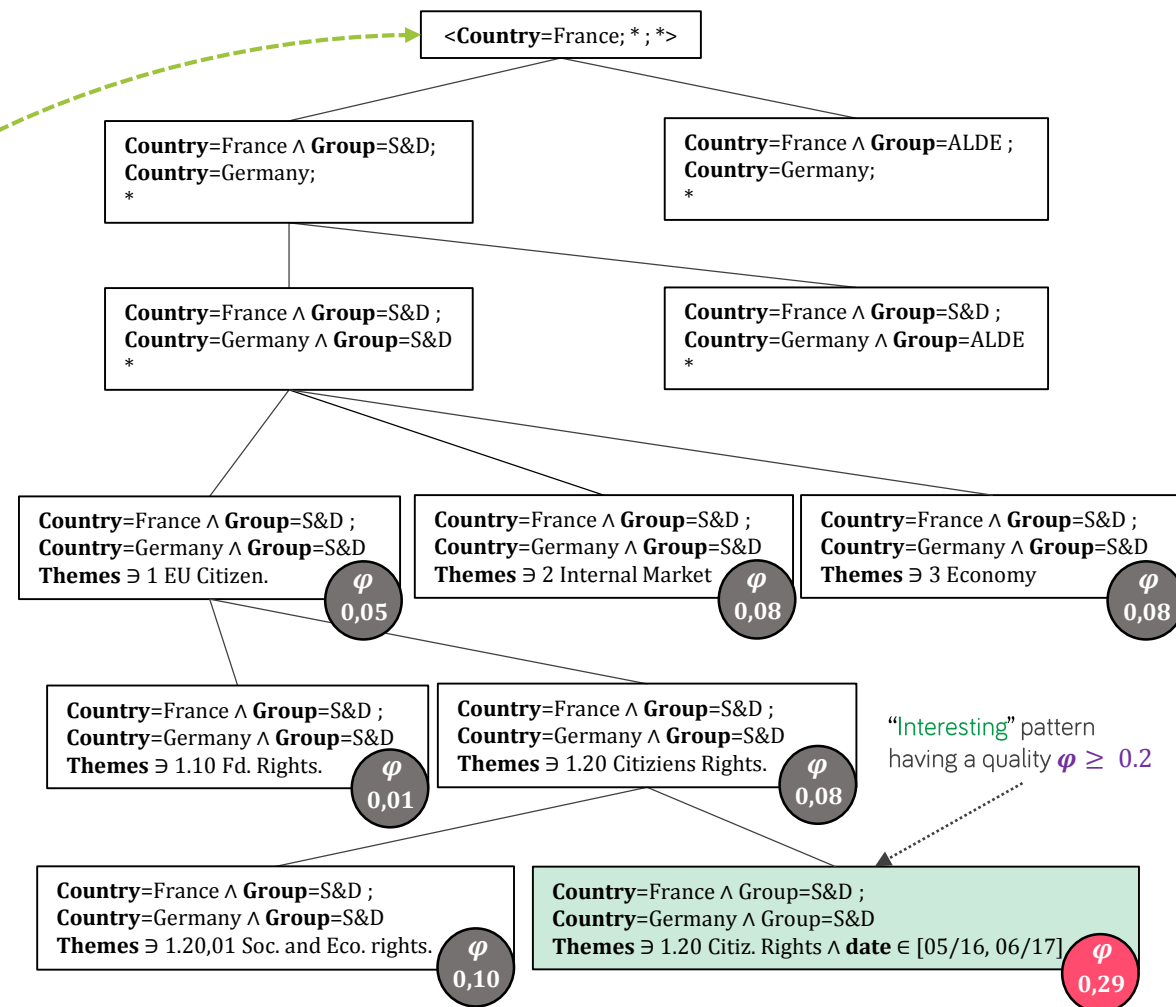 <Country=France; * ; *>
Country=France ∧ Group=S&D;
Country=Germany;
*
Country=France ∧ Group=ALDE ;
Country=Germany;
*
Country=France ∧ Group=S&D ;
Country=Germany ∧ Group=S&D
*
Country=France ∧ Group=S&D ;
Country=Germany ∧ Group=ALDE
*
Country=France ∧ Group=S&D ;
Country=Germany ∧ Group=S&D
Themes ∋ 1 EU Citizen.
φ
0,05
Country=France ∧ Group=S&D ;
Country=Germany ∧ Group=S&D
Themes ∋ 2 Internal Market
φ
0,08
Country=France ∧ Group=S&D ;
Country=Germany ∧ Group=S&D
Themes ∋ 3 Economy
φ
0,08
Country=France ∧ Group=S&D ;
Country=Germany ∧ Group=S&D
Themes ∋ 1.10 Fd. Rights.
φ
0,01
Country=France ∧ Group=S&D ;
Country=Germany ∧ Group=S&D
Themes ∋ 1.20 Citiziens Rights.
φ
0,08
“Interesting” pattern
having a quality φ ≥ 0.2
Country=France ∧ Group=S&D ;
Country=Germany ∧ Group=S&D
Themes ∋ 1.20,01 Soc. and Eco. rights.
φ
0,10
Country=France ∧ Group=S&D ;
Country=Germany ∧ Group=S&D
Themes ∋ 1.20 Citiz. Rights ∧ date ∈ [05/16, 06/17]
φ
0,29